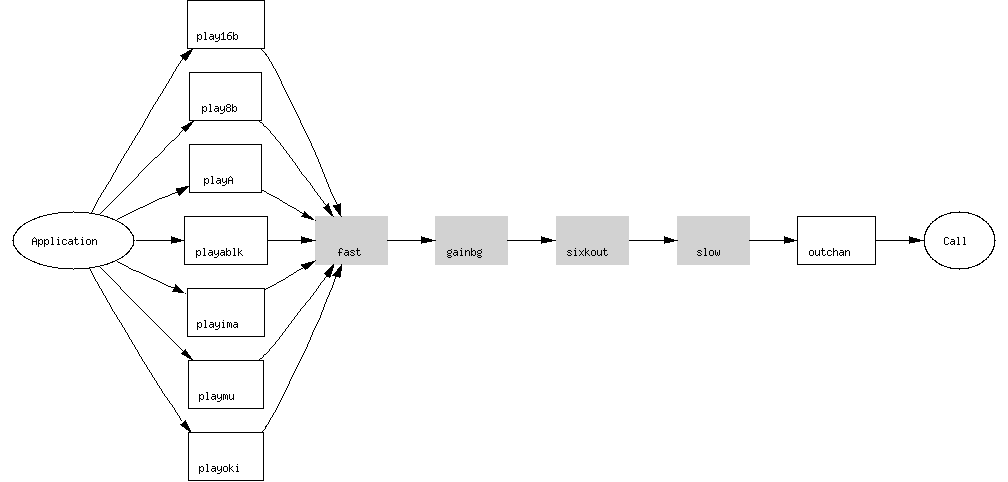 play16b
play8b
playA
Application
playablk
fast
gainbg
sixkout
slow
outchan
Call
playima
playmu
playoki